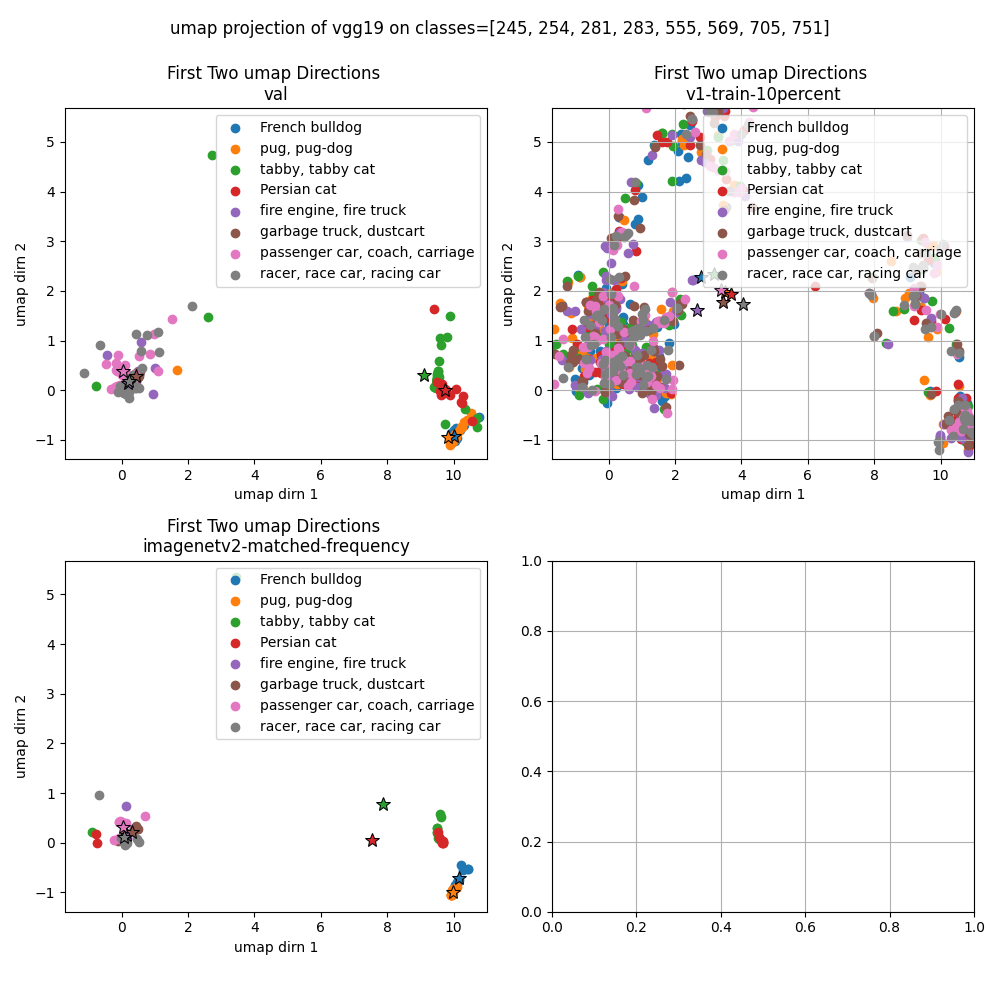 umap projection of vgg19 on classes=[245, 254, 281, 283, 555, 569, 705, 751]
First Two umap Directions
val
French bulldog
pug, pug-dog
tabby, tabby cat
Persian cat
fire engine, fire truck
garbage truck, dustcart
passenger car, coach, carriage
racer, race car, racing car
5
4
3
2
1
0
−1
umap dirn 2
0
2
4
6
8
10
umap dirn 1
First Two umap Directions
v1-train-10percent
French bulldog
pug, pug-dog
tabby, tabby cat
Persian cat
fire engine, fire truck
garbage truck, dustcart
passenger car, coach, carriage
racer, race car, racing car
5
4
3
2
1
0
−1
umap dirn 2
0
2
4
6
8
10
umap dirn 1
First Two umap Directions
imagenetv2-matched-frequency
French bulldog
pug, pug-dog
tabby, tabby cat
Persian cat
fire engine, fire truck
garbage truck, dustcart
passenger car, coach, carriage
racer, race car, racing car
5
4
3
2
1
0
−1
umap dirn 2
0
2
4
6
8
10
umap dirn 1
1.0
0.8
0.6
0.4
0.2
0.0
0.0
0.2
0.4
0.6
0.8
1.0